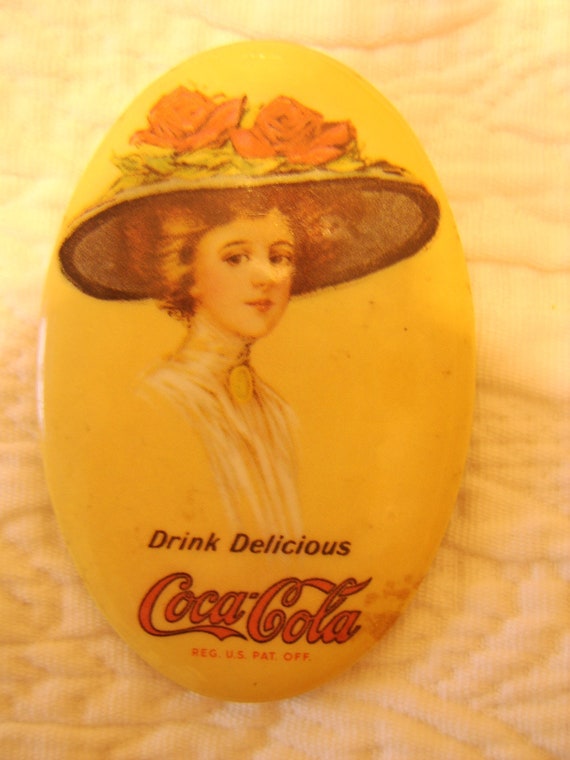 Drink Delicious
Coca-Cola
REG. U.S. PAT. OFF.